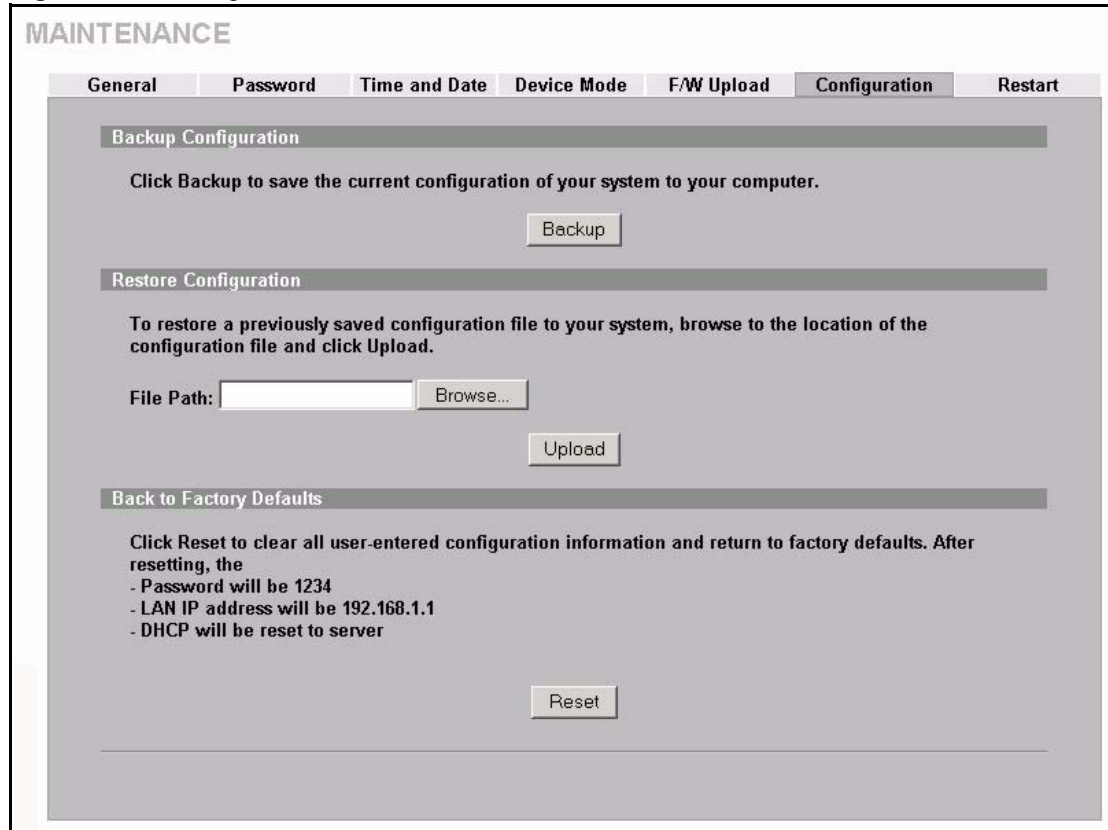 MAINTENANCE
General Password Time and Date Device Mode F/W Upload Configuration Restart
Backup Configuration
Click Backup to save the current configuration of your system to your computer.
Backup
Restore Configuration
To restore a previously saved configuration file to your system, browse to the location of the
configuration file and click Upload.
File Path: Browse...
Upload
Back to Factory Defaults
Click Reset to clear all user-entered configuration information and return to factory defaults. After
resetting, the
- Password will be 1234
- LAN IP address will be 192.168.1.1
- DHCP will be reset to server
Reset